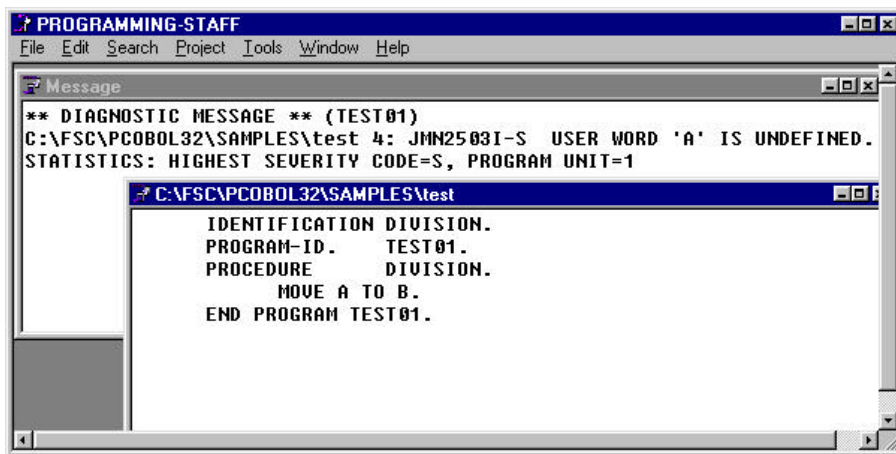 PROGRAMMING-STAFF
File Edit Search Project Tools Window Help
Message
** DIAGNOSTIC MESSAGE ** (TEST01)
C:\FSC\PCOBOL32\SAMPLES\test 4: JMN2503I-S USER WORD 'A' IS UNDEFINED.
STATISTICS: HIGHEST SEVERITY CODE=S, PROGRAM UNIT=1
C:\FSC\PCOBOL32\SAMPLES\test
IDENTIFICATION DIVISION.
PROGRAM-ID. TEST01.
PROCEDURE DIVISION.
MOVE A TO B.
END PROGRAM TEST01.